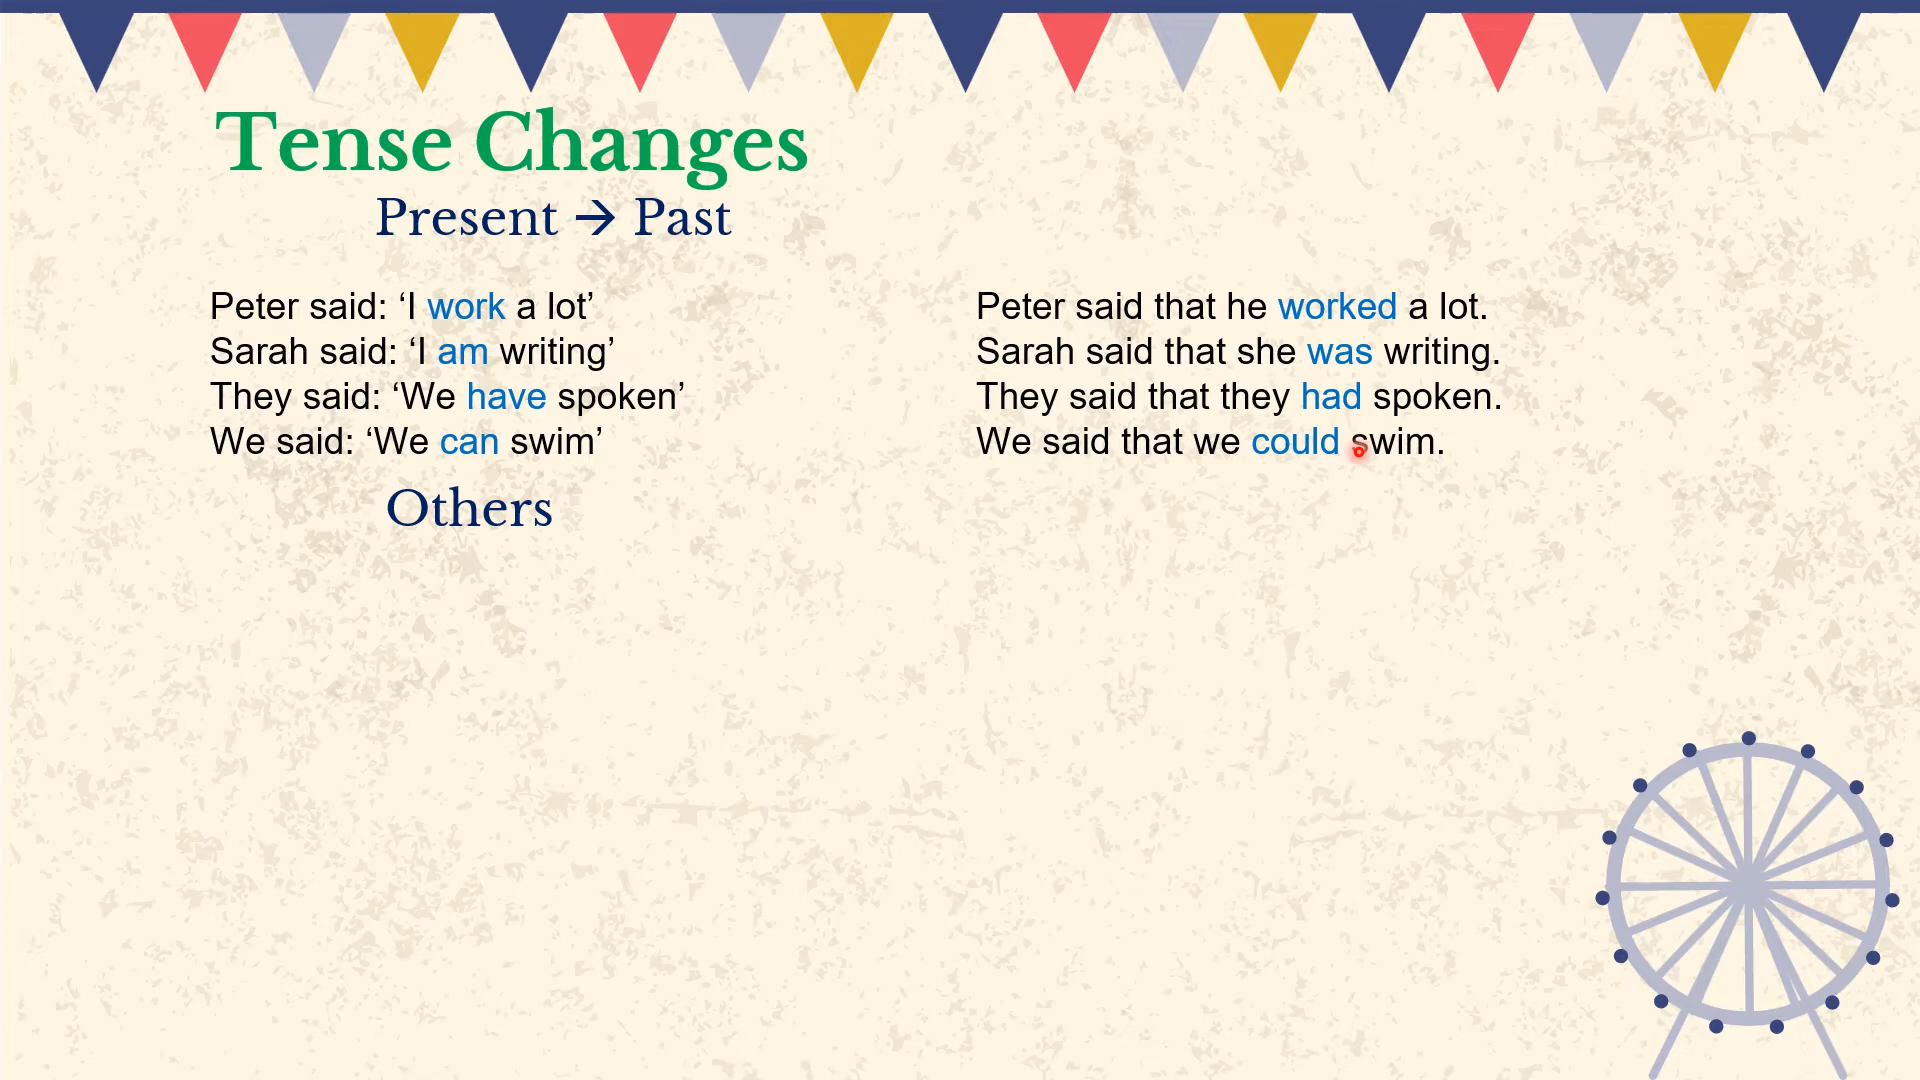 Tense Changes
Present → Past
Peter said: ‘I work a lot’
Sarah said: ‘I am writing’
They said: ‘We have spoken’
We said: ‘We can swim’
Peter said that he worked a lot.
Sarah said that she was writing.
They said that they had spoken.
We said that we could swim.
Others